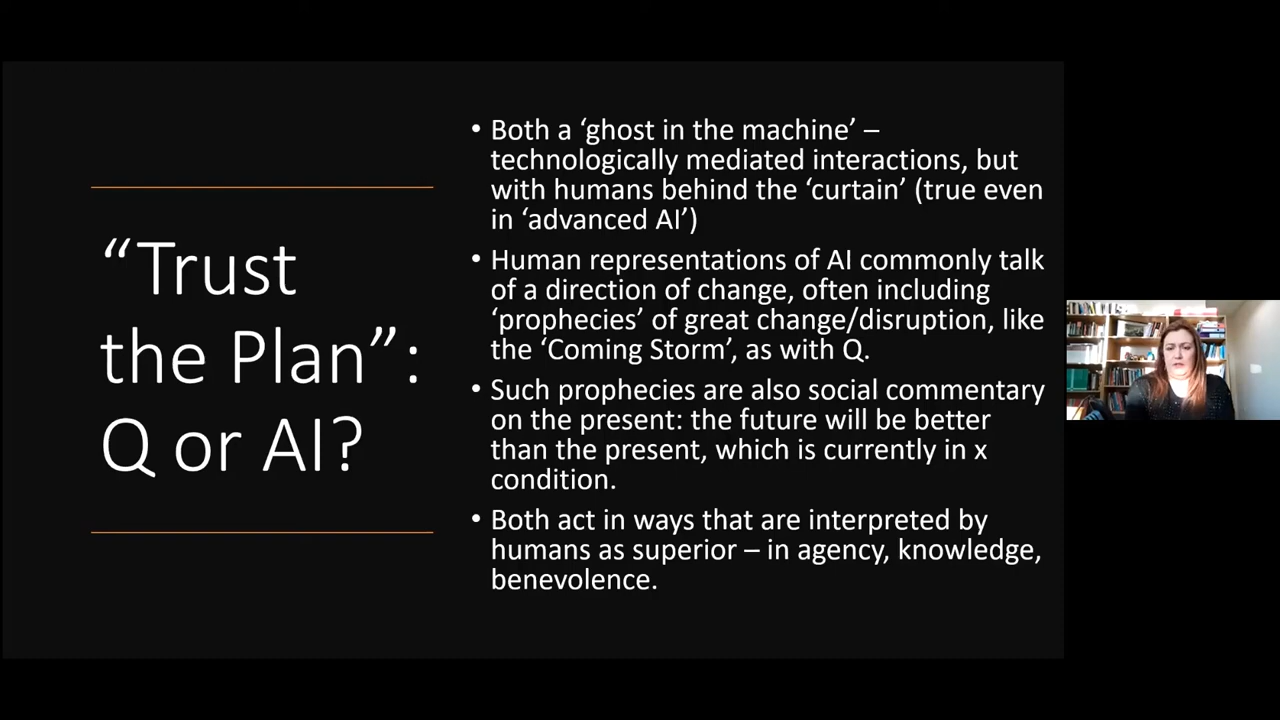 “Trust
the Plan”:
Q or AI?
• Both a ‘ghost in the machine’ –
technologically mediated interactions, but
with humans behind the ‘curtain’ (true even
in ‘advanced AI’)
• Human representations of AI commonly talk
of a direction of change, often including
‘prophecies’ of great change/disruption, like
the ‘Coming Storm’, as with Q.
• Such prophecies are also social commentary
on the present: the future will be better
than the present, which is currently in x
condition.
• Both act in ways that are interpreted by
humans as superior – in agency, knowledge,
benevolence.